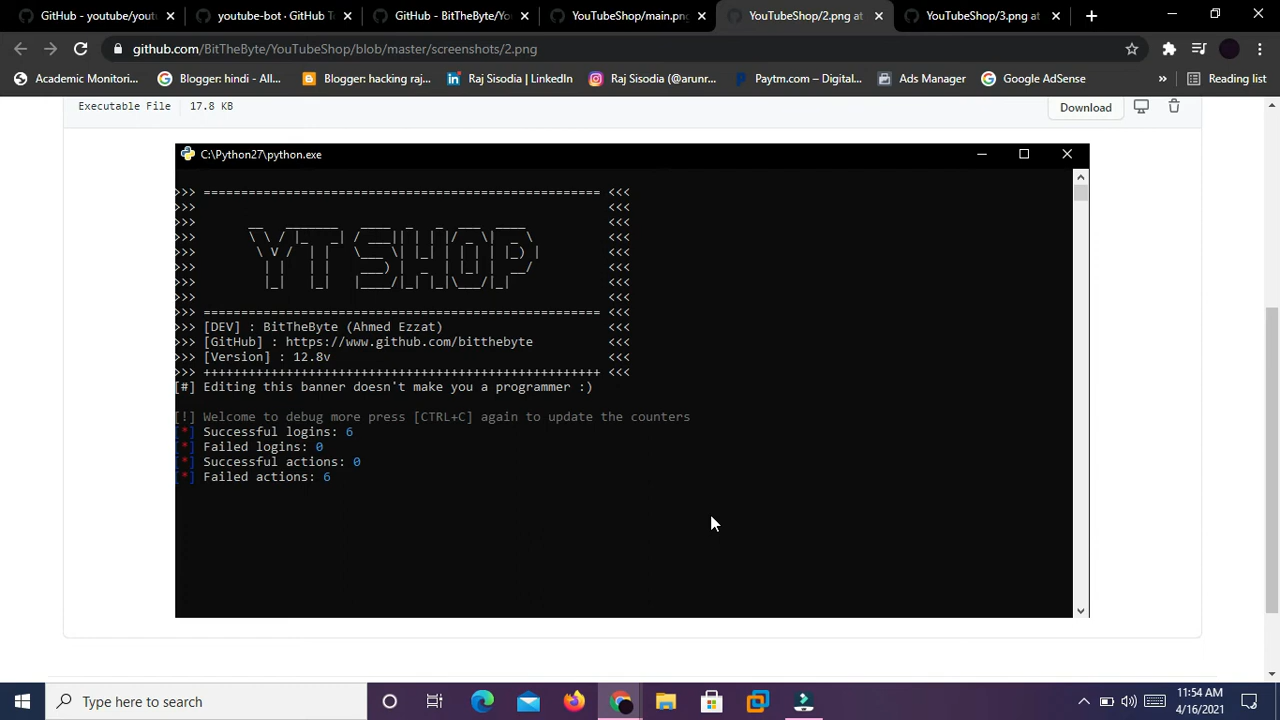 GitHub - youtube/yout
youtube-bot · GitHub T
GitHub - BitTheByte/Yo
YouTubeShop/main.png
YouTubeShop/2.png at
YouTubeShop/3.png at
github.com/BitTheByte/YouTubeShop/blob/master/screenshots/2.png
Academic Monitori...
Blogger: hindi - All...
Blogger: hacking raj...
Raj Sisodia | LinkedIn
Raj Sisodia (@arunr...
Paytm.com – Digital...
Ads Manager
Google AdSense
»
Reading list
Executable File 17.8 KB
Download
C:\Python27\python.exe
>>> ===================================================== <<<
>>> <<<
>>> <<<
>>> YT SHOP <<<
>>> <<<
>>> <<<
>>> <<<
>>> <<<
>>> ===================================================== <<<
>>> [DEV] : BitTheByte (Ahmed Ezzat) <<<
>>> [GitHub] : https://www.github.com/bitthebyte <<<
>>> [Version] : 12.8v <<<
>>> +++++++++++++++++++++++++++++++++++++++++++++++++++++ <<<
[#] Editing this banner doesn't make you a programmer :)
[!] Welcome to debug more press [CTRL+C] again to update the counters
[*] Successful logins: 6
[*] Failed logins: 0
[*] Successful actions: 0
[*] Failed actions: 6
Type here to search
11:54 AM
4/16/2021